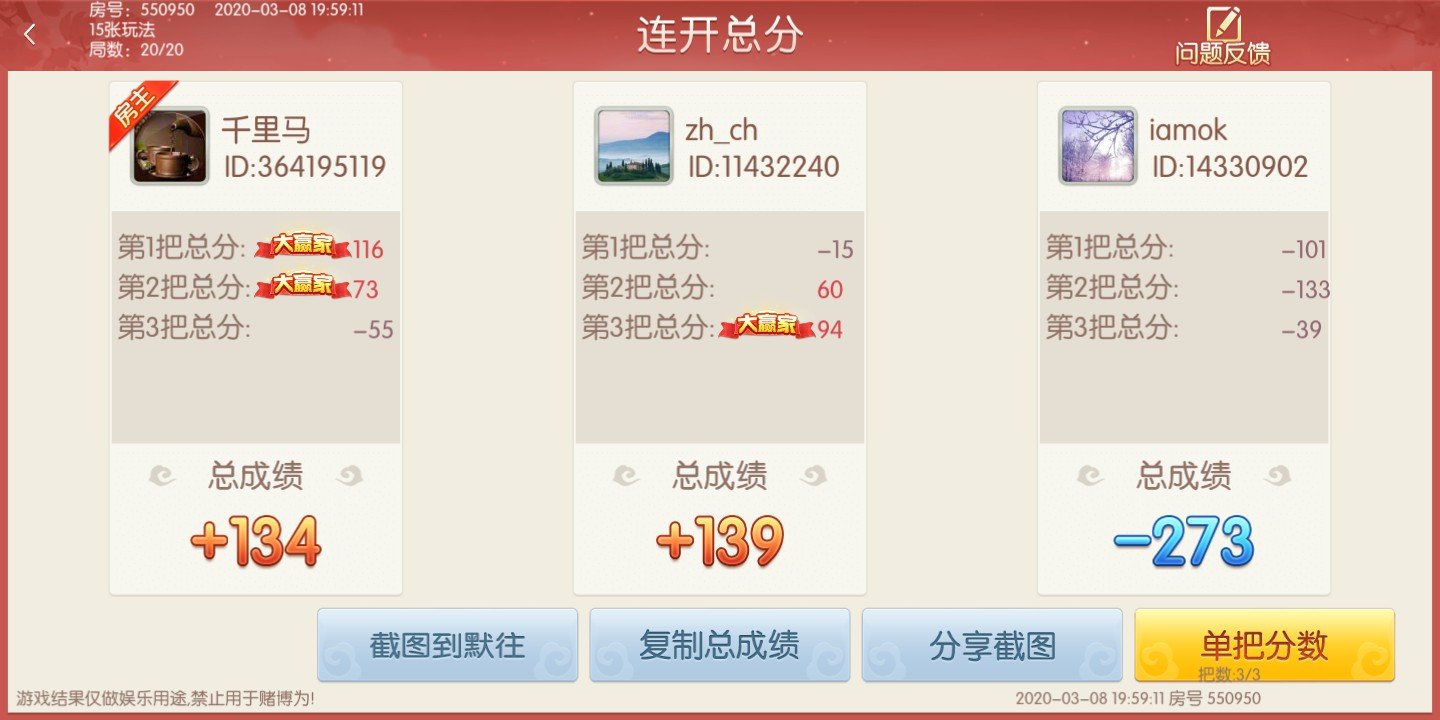 房号：550950 2020-03-08 19:59:11
15张玩法
局数：20/20
连开总分
问题反馈
房主
千里马
ID:364195119
第1把总分: 大赢家 116
第2把总分: 大赢家 73
第3把总分: -55
总成绩
+134
zh_ch
ID:11432240
第1把总分: -15
第2把总分: 60
第3把总分: 大赢家 94
总成绩
+139
iamok
ID:14330902
第1把总分: -101
第2把总分: -133
第3把总分: -39
总成绩
-273
截图到默往
复制总成绩
分享截图
单把分数
把数:3/3
游戏结果仅做娱乐用途,禁止用于赌博为!
2020-03-08 19:59:11 房号 550950